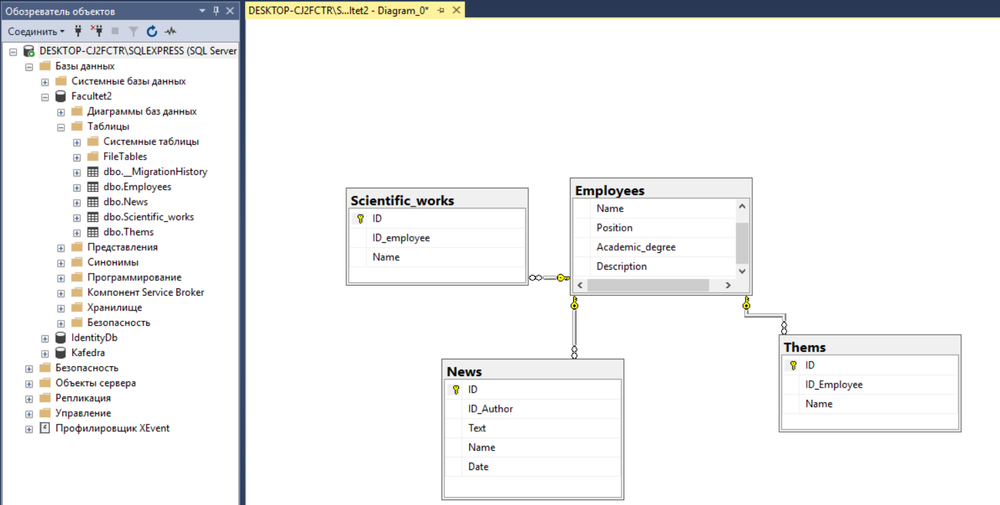 Обозреватель объектов
Соединить
DESKTOP-CJ2FCTR\SQLEXPRESS (SQL Server
Базы данных
Системные базы данных
Facultet2
Диаграммы баз данных
Таблицы
Системные таблицы
FileTables
dbo.__MigrationHistory
dbo.Employees
dbo.News
dbo.Scientific_works
dbo.Thems
Представления
Синонимы
Программирование
Компонент Service Broker
Хранилище
Безопасность
IdentityDb
Kafedra
Безопасность
Объекты сервера
Репликация
Управление
Профилировщик XEvent
DESKTOP-CJ2FCTR\S...ltet2 - Diagram_0*
Scientific_works
ID
ID_employee
Name
Employees
Name
Position
Academic_degree
Description
News
ID
ID_Author
Text
Name
Date
Thems
ID
ID_Employee
Name